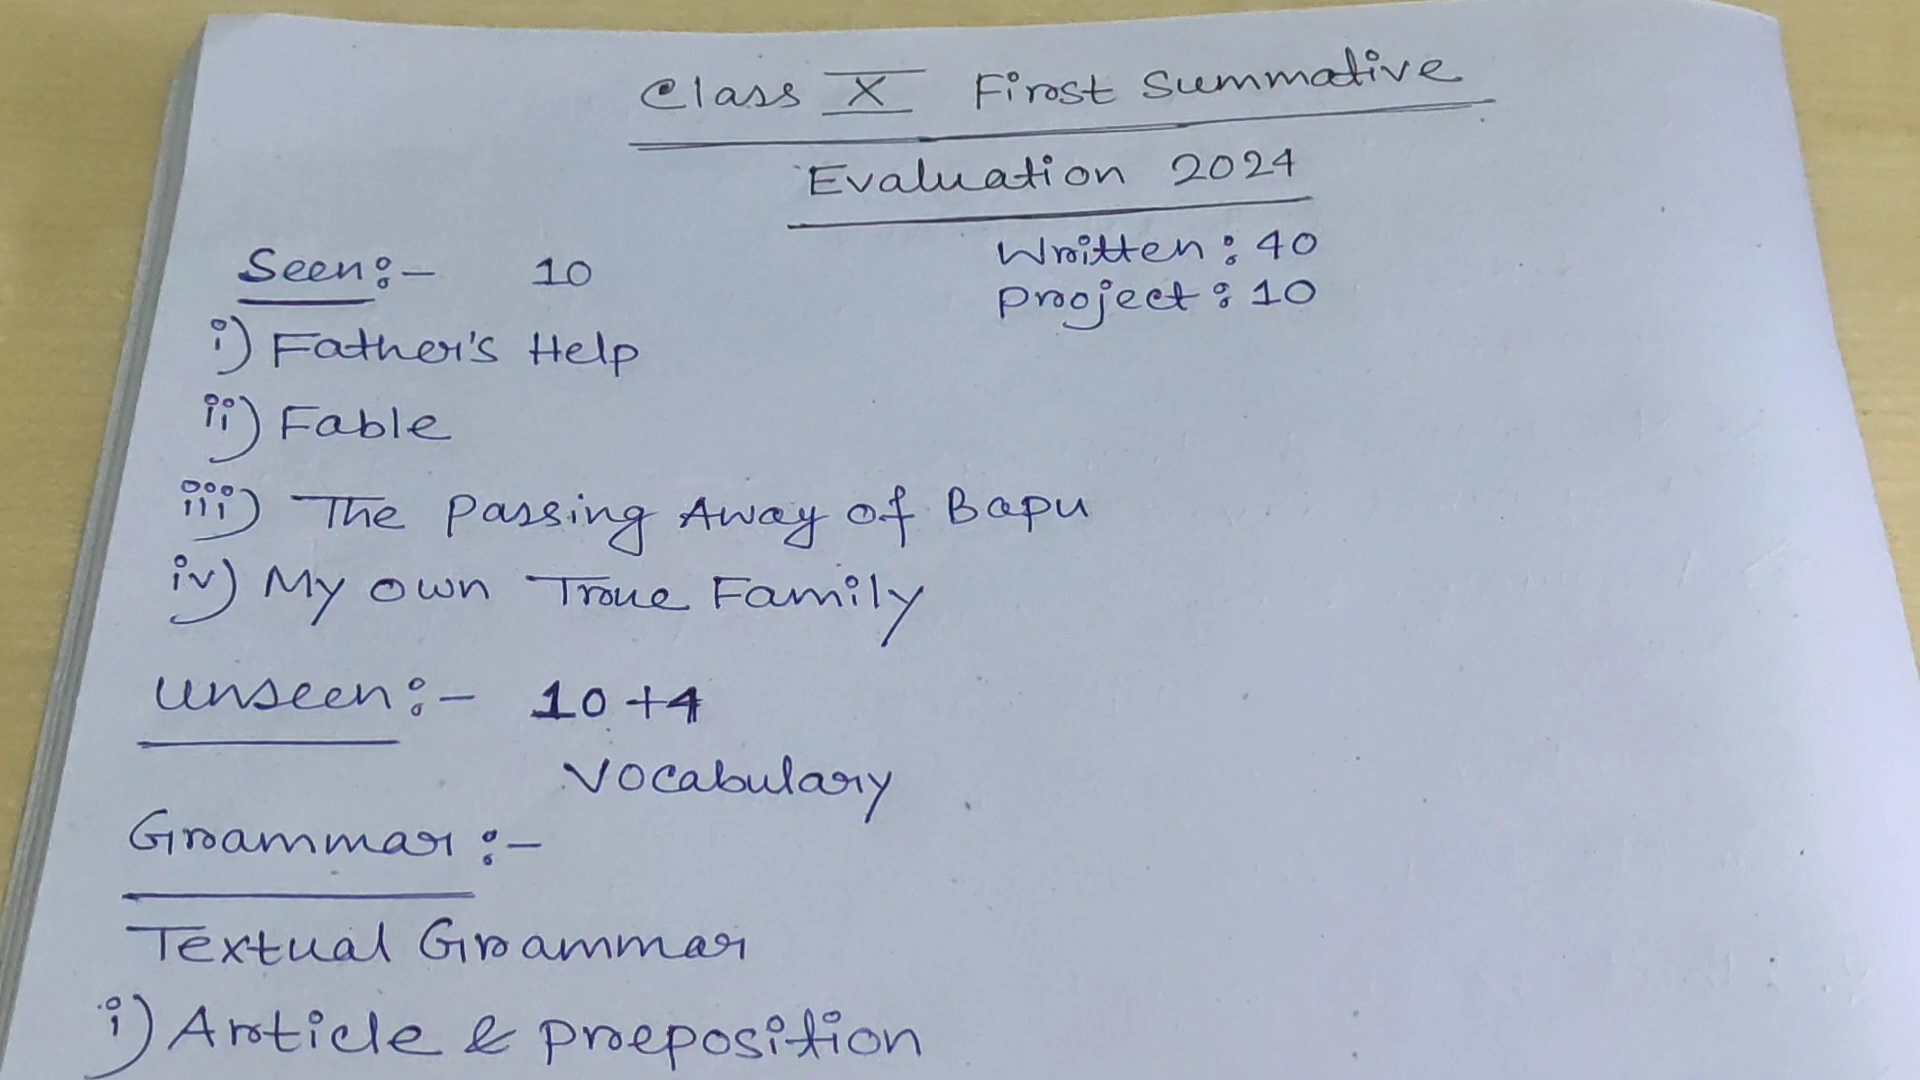 Class X First Summative
Evaluation 2024
Written : 40
Project : 10
Seen :- 10
i) Father's Help
ii) Fable
iii) The Passing Away of Bapu
iv) My Own True Family
Unseen :- 10 + 4
Vocabulary
Grammar :-
Textual Grammar
i) Article & Preposition